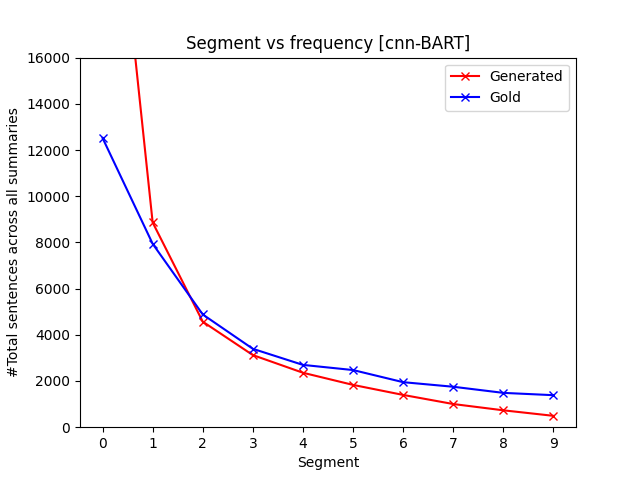 Segment vs frequency [cnn-BART]
16000
14000
12000
10000
8000
6000
4000
2000
0
#Total sentences across all summaries
Generated
Gold
0 1 2 3 4 5 6 7 8 9
Segment